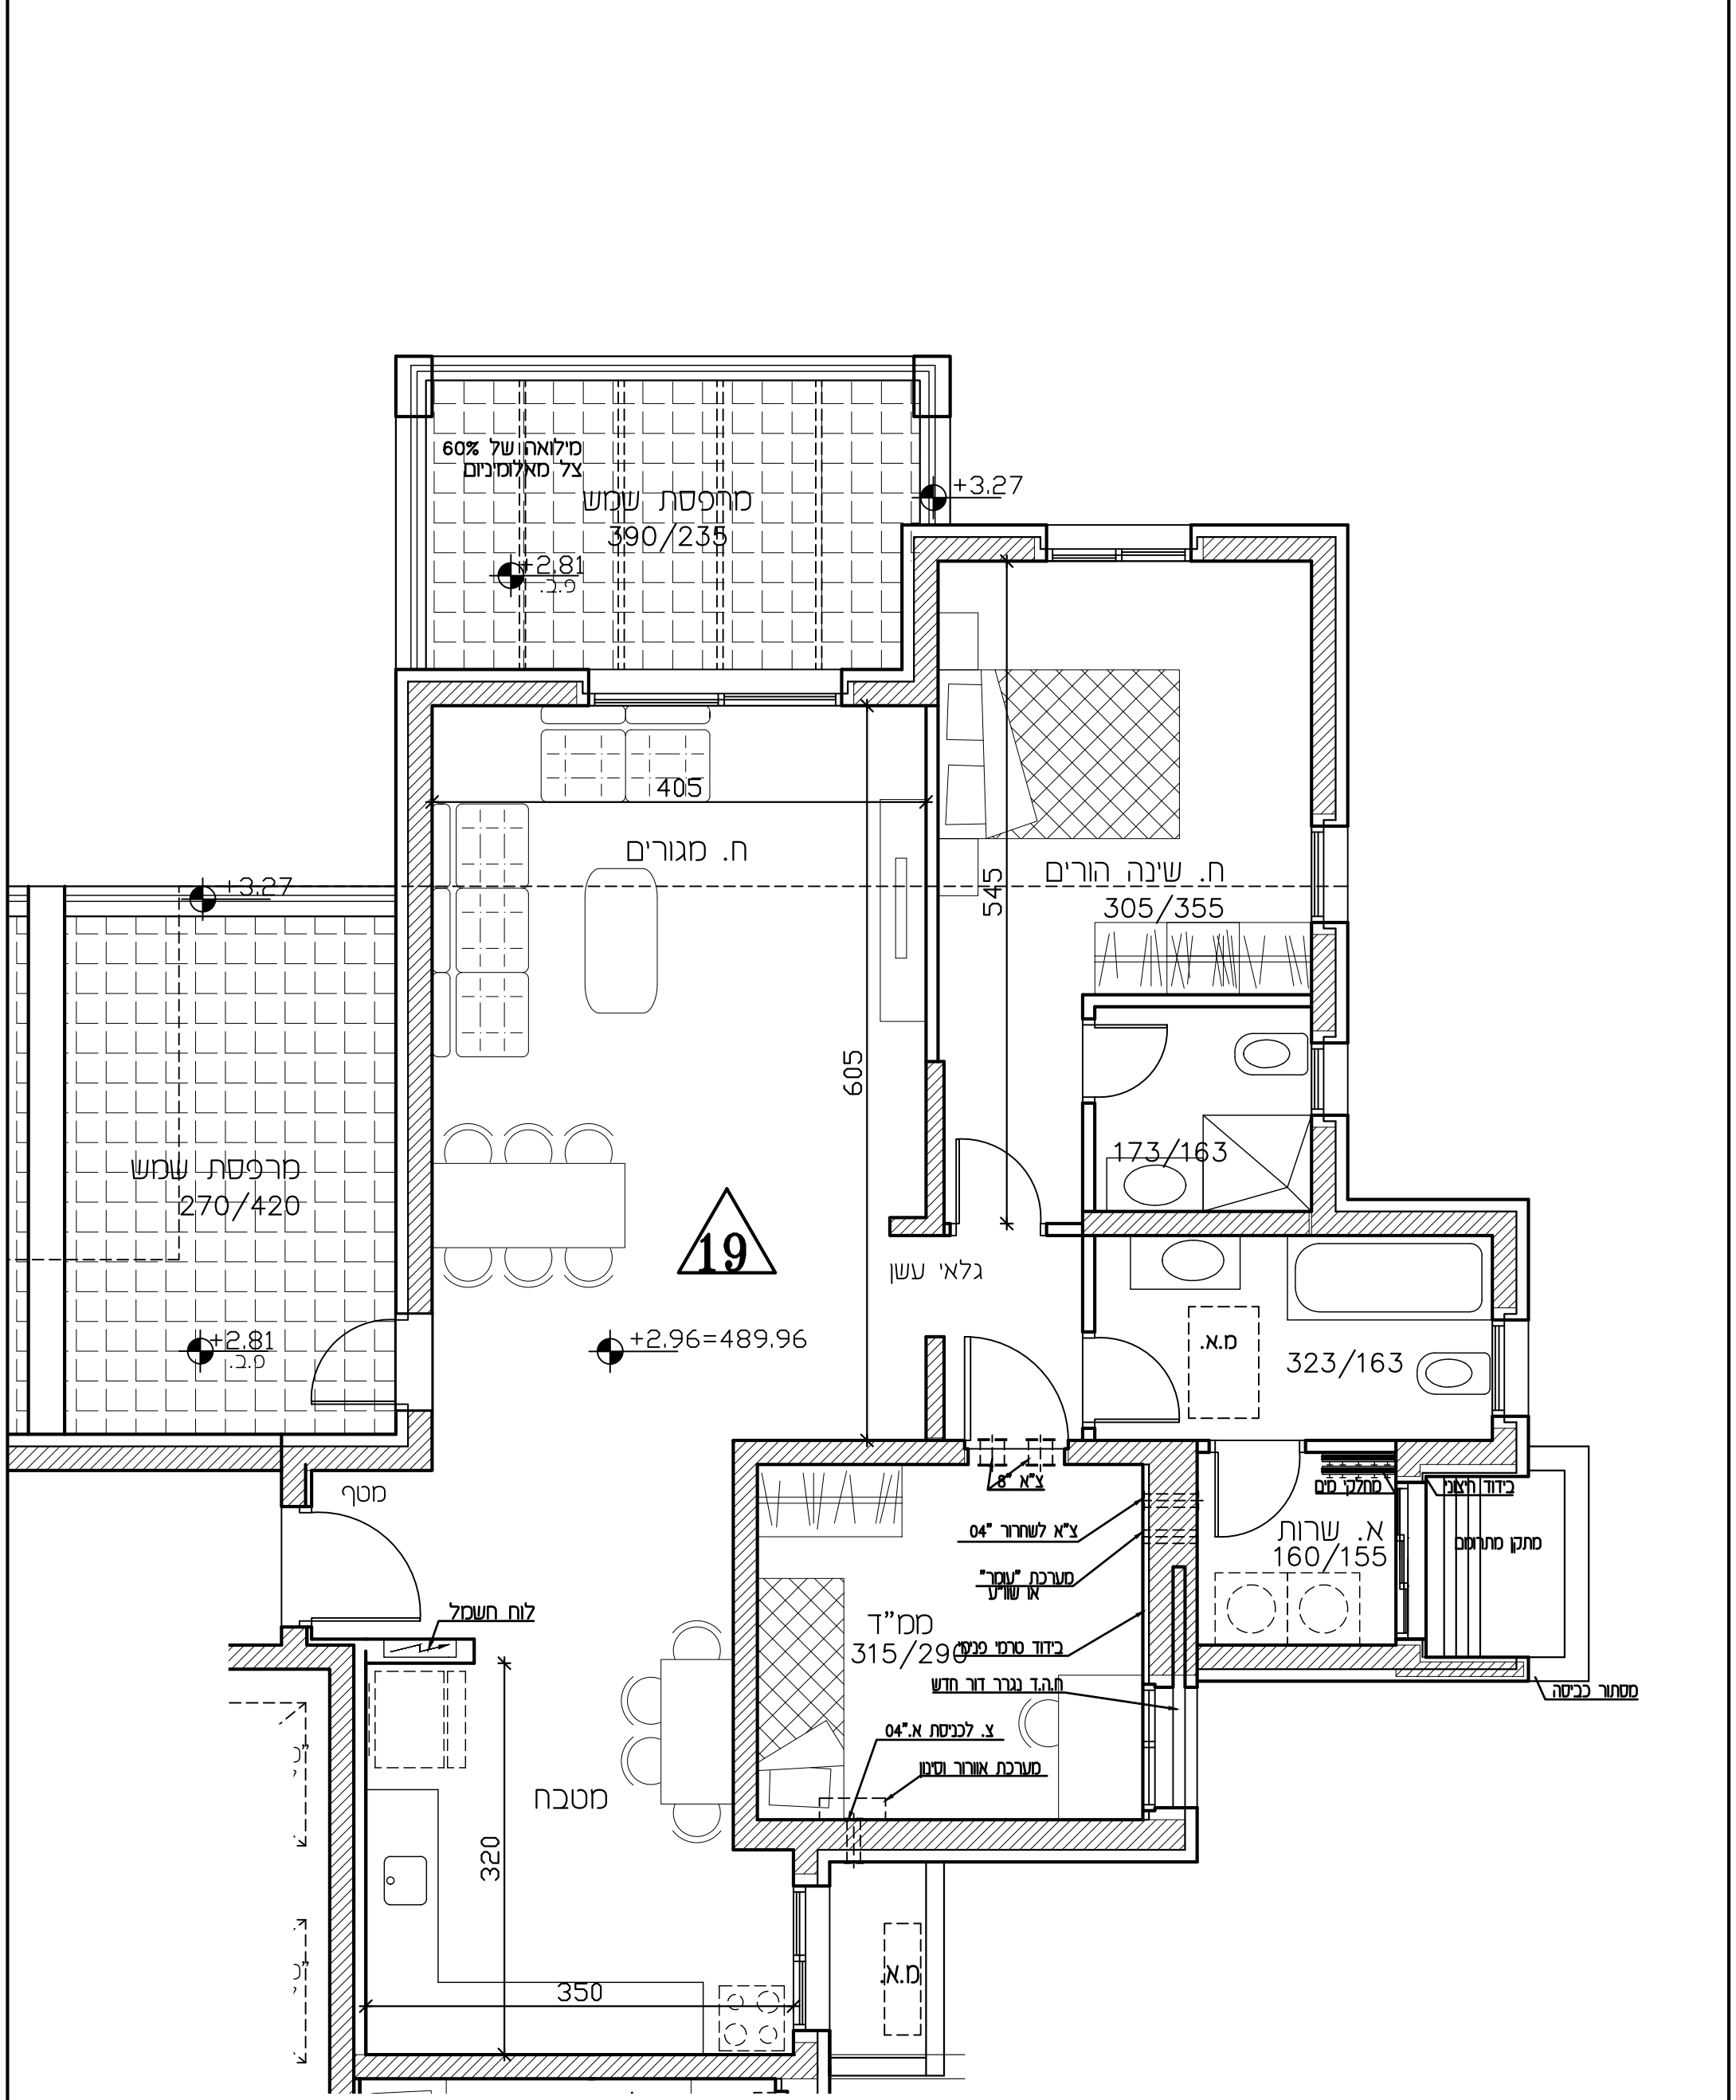 מילואה של 60%
צל מאלומיניום
מרפסת שמש
390/235
+3.27
+2.81
פ.ב.
405
ח. מגורים
ח. שינה הורים
305/355
545
+3.27
605
מרפסת שמש
270/420
173/163
19
גלאי עשן
+2.81
פ.ב.
+2.96=489.96
מ.א.
323/163
מטף
צ"א 8"
מחלקי מים
בידוד חיצוני
צ"א לשחרור 04"
א. שרות
160/155
מתקן מתרומם
מערכת "עומר"
או שוו"ע
לוח חשמל
ממ"ד
315/290
בידוד טרמי פנימי
ה.ה.ד נגרר דור חדש
מסתור כביסה
צ. לכניסת א.04"
מערכת אוורור וסינון
מטבח
320
מ.א.
350